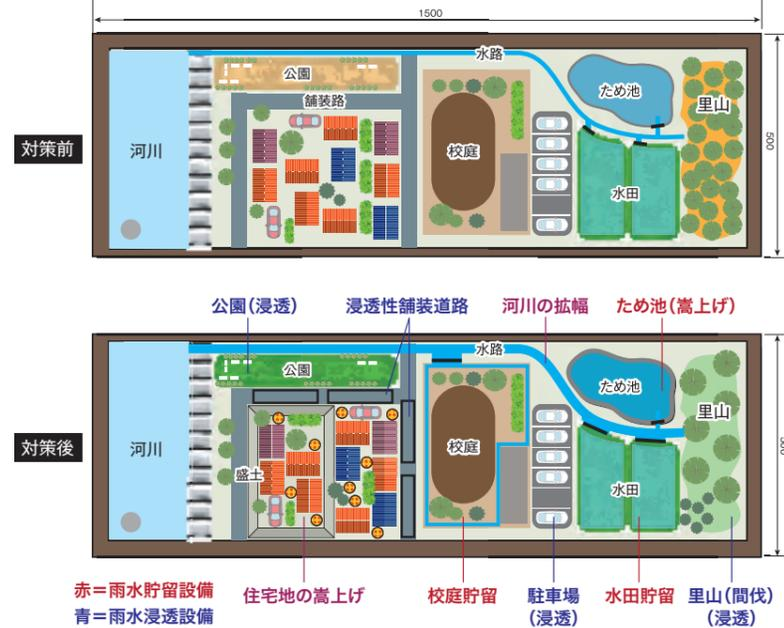 1500
水路
公園
ため池
舗装路
里山
対策前
河川
校庭
500
水田
公園(浸透)
浸透性舗装道路
河川の拡幅
ため池(嵩上げ)
水路
公園
ため池
里山
対策後
河川
盛土
校庭
水田
赤=雨水貯留設備
青=雨水浸透設備
住宅地の嵩上げ
校庭貯留
駐車場
(浸透)
水田貯留
里山(間伐)
(浸透)